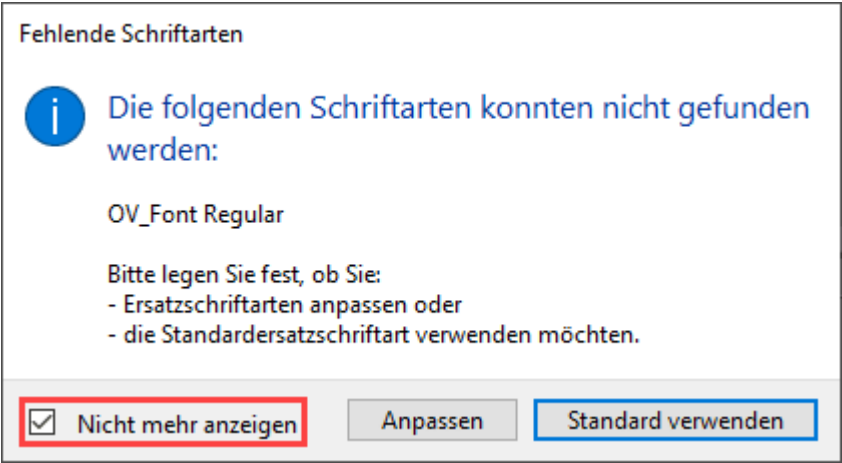 Fehlende Schriftarten
Die folgenden Schriftarten konnten nicht gefunden
werden:
OV_Font Regular
Bitte legen Sie fest, ob Sie:
- Ersatzschriftarten anpassen oder
- die Standardersatzschriftart verwenden möchten.
Nicht mehr anzeigen
Anpassen
Standard verwenden